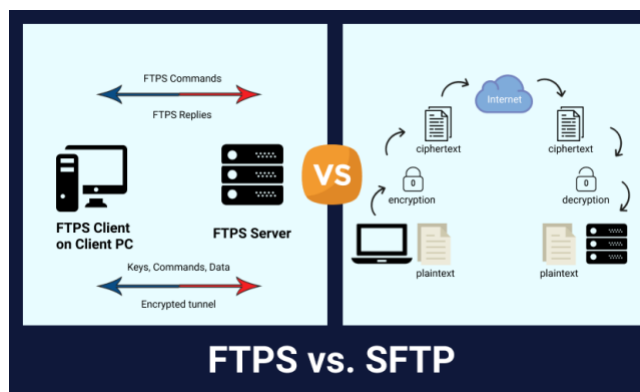 FTPS Commands
FTPS Replies
FTPS Client
on Client PC
FTPS Server
Keys, Commands, Data
Encrypted tunnel
VS
Internet
ciphertext
ciphertext
encryption
decryption
plaintext
plaintext
FTPS vs. SFTP